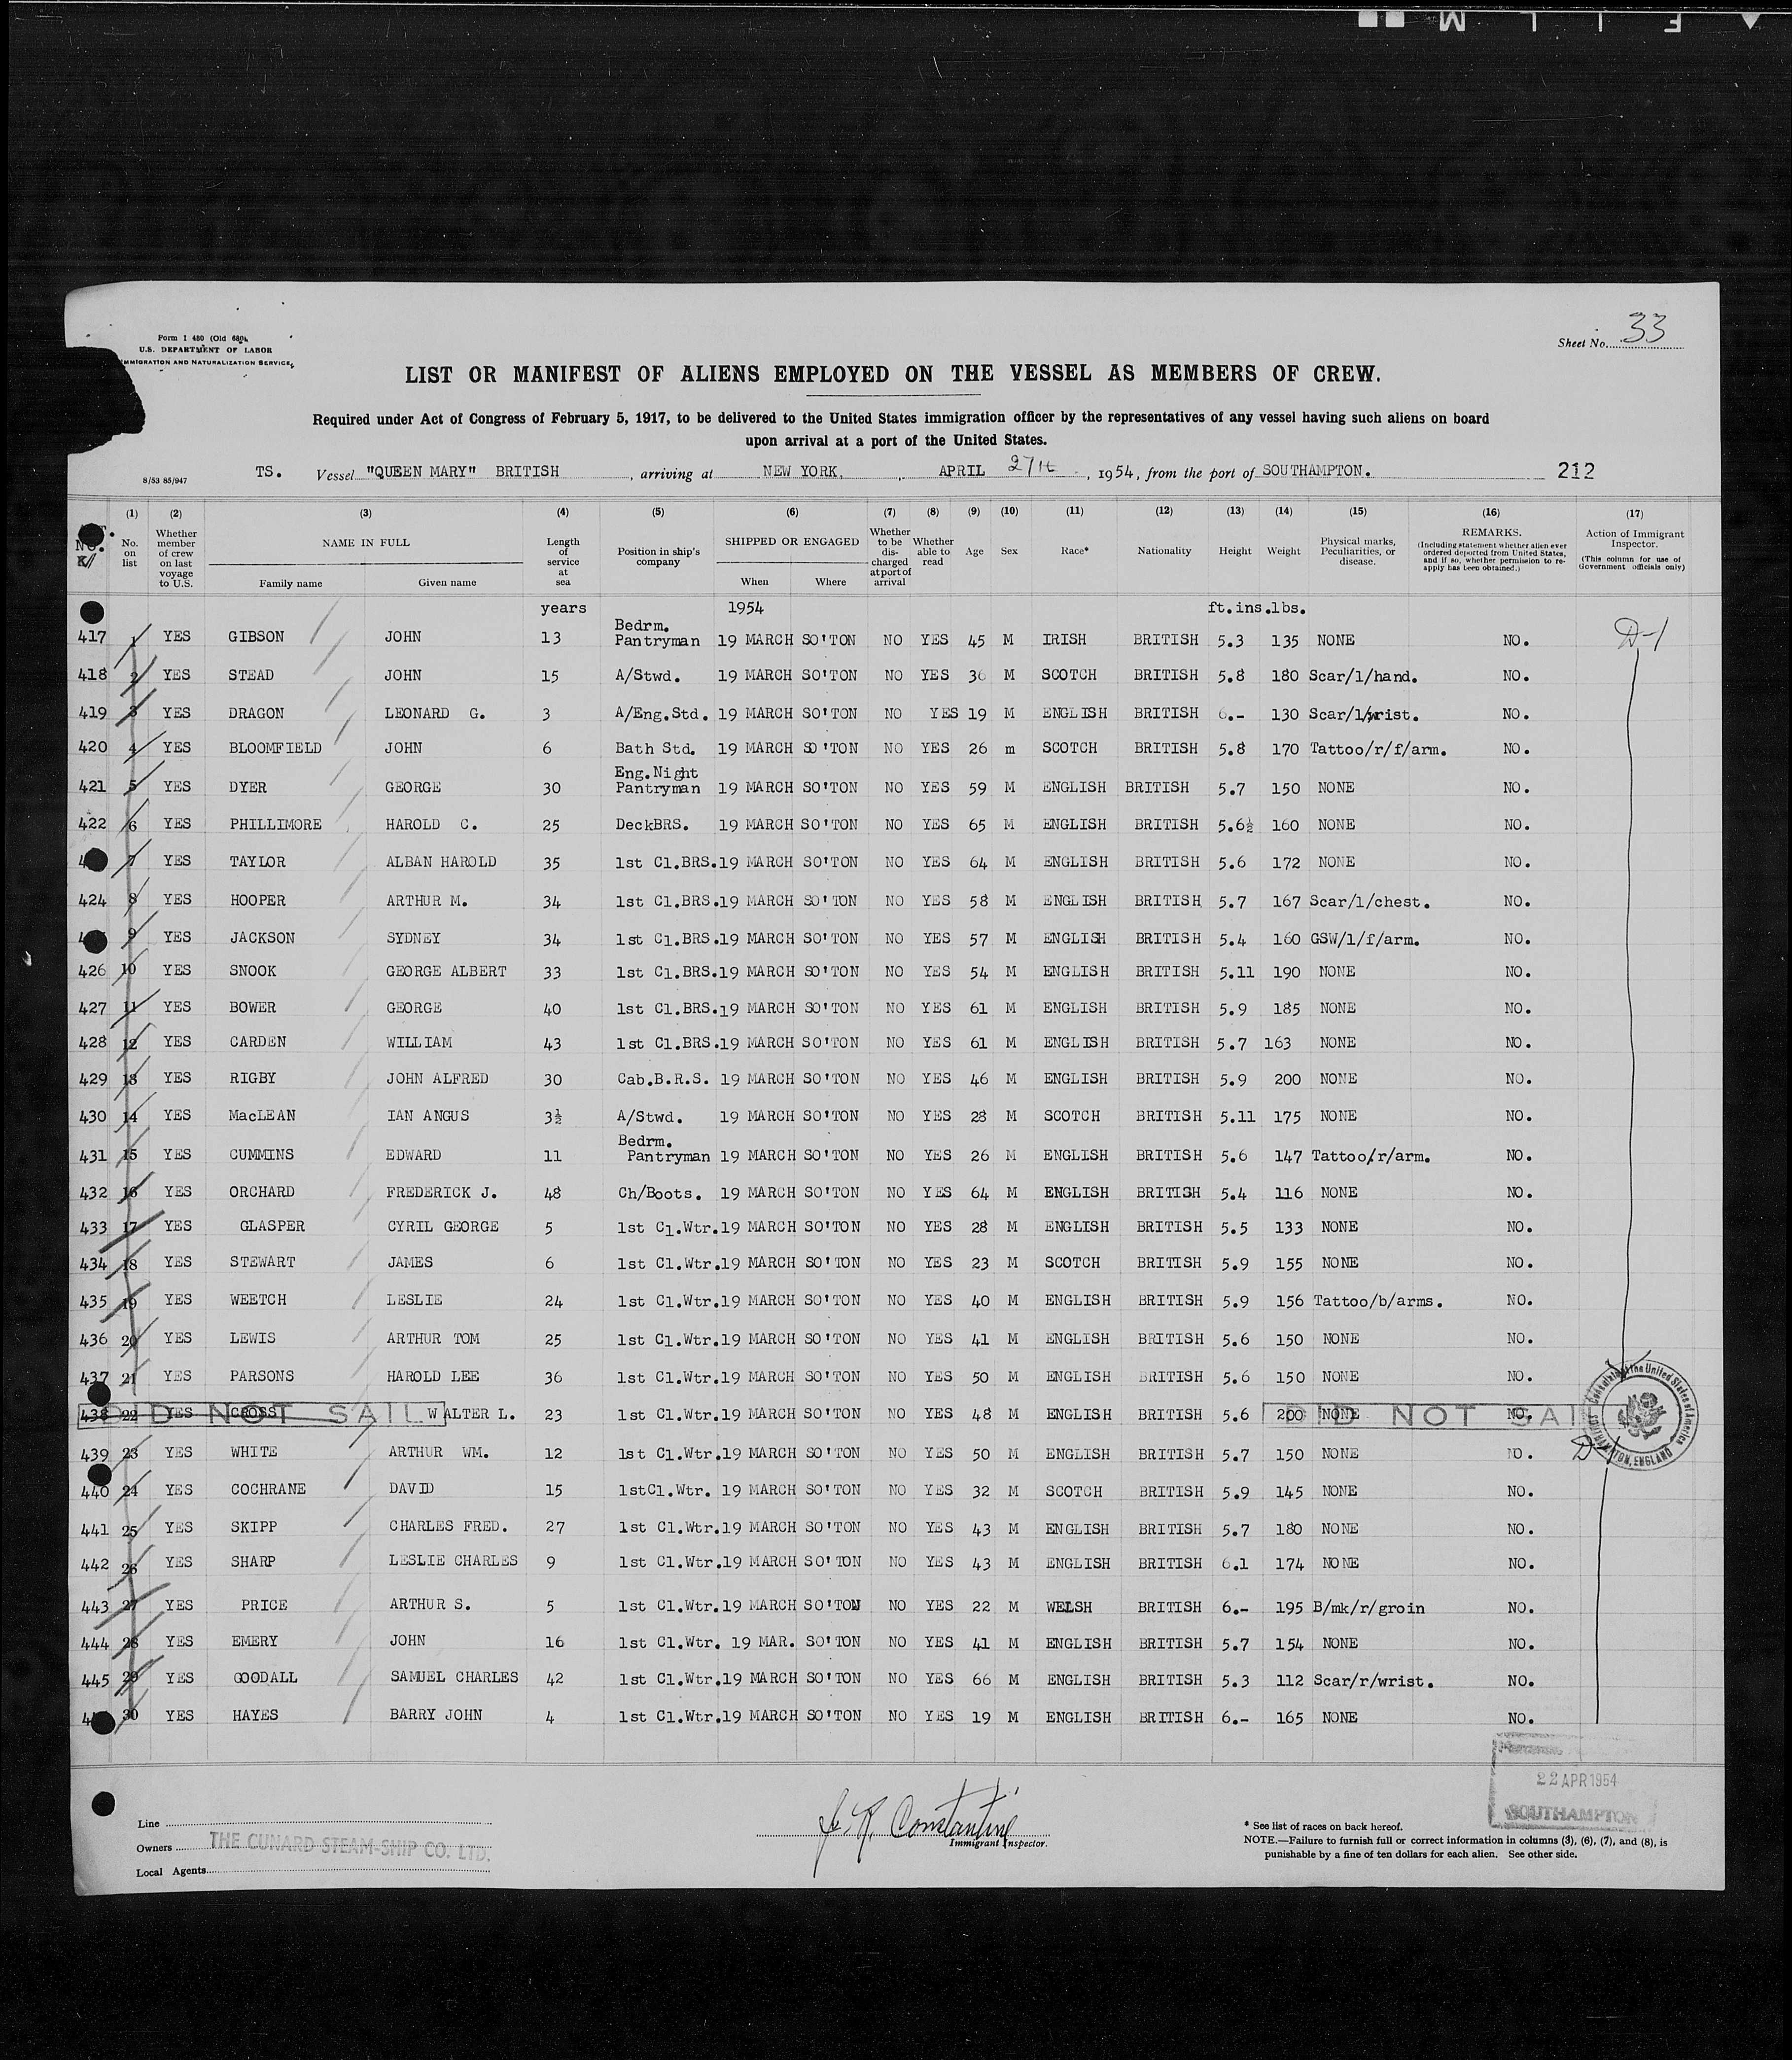 F I L M
Form I 480 (Old 680)
U.S. DEPARTMENT OF LABOR
IMMIGRATION AND NATURALIZATION SERVICE
Sheet No. 33
LIST OR MANIFEST OF ALIENS EMPLOYED ON THE VESSEL AS MEMBERS OF CREW.
Required under Act of Congress of February 5, 1917, to be delivered to the United States immigration officer by the representatives of any vessel having such aliens on board
upon arrival at a port of the United States.
8/53 85/947 TS. Vessel "QUEEN MARY" BRITISH, arriving at NEW YORK, APRIL 27th, 1954, from the port of SOUTHAMPTON. 212
(1) (2) (3) (4) (5) (6) (7) (8) (9) (10) (11) (12) (13) (14) (15) (16) (17)
No. on list Whether member of crew on last voyage to U.S. NAME IN FULL Family name Given name Length of service at sea Position in ship's company SHIPPED OR ENGAGED When Where Whether to be discharged at port of arrival Whether able to read Age Sex Race* Nationality Height Weight Physical marks, Peculiarities, or disease. REMARKS. (Including statement whether alien ever ordered deported from United States, and if so, whether permission to re-apply has been obtained.) Action of Immigrant Inspector. (This column for use of Government officials only)
years 1954 ft.ins.lbs.
417 1 YES GIBSON JOHN 13 Bedrm. Pantryman 19 MARCH SO'TON NO YES 45 M IRISH BRITISH 5.3 135 NONE NO. D-1
418 2 YES STEAD JOHN 15 A/Stwd. 19 MARCH SO'TON NO YES 36 M SCOTCH BRITISH 5.8 180 Scar/l/hand. NO.
419 3 YES DRAGON LEONARD G. 3 A/Eng.Std. 19 MARCH SO'TON NO YES 19 M ENGLISH BRITISH 6.- 130 Scar/l/wrist. NO.
420 4 YES BLOOMFIELD JOHN 6 Bath Std. 19 MARCH SO'TON NO YES 26 m SCOTCH BRITISH 5.8 170 Tattoo/r/f/arm. NO.
421 5 YES DYER GEORGE 30 Eng.Night Pantryman 19 MARCH SO'TON NO YES 59 M ENGLISH BRITISH 5.7 150 NONE NO.
422 6 YES PHILLIMORE HAROLD C. 25 DeckBRS. 19 MARCH SO'TON NO YES 65 M ENGLISH BRITISH 5.6½ 160 NONE NO.
7 YES TAYLOR ALBAN HAROLD 35 1st Cl.BRS. 19 MARCH SO'TON NO YES 64 M ENGLISH BRITISH 5.6 172 NONE NO.
424 8 YES HOOPER ARTHUR M. 34 1st Cl.BRS. 19 MARCH SO'TON NO YES 58 M ENGLISH BRITISH 5.7 167 Scar/l/chest. NO.
9 YES JACKSON SYDNEY 34 1st Cl.BRS. 19 MARCH SO'TON NO YES 57 M ENGLISH BRITISH 5.4 160 GSW/l/f/arm. NO.
426 10 YES SNOOK GEORGE ALBERT 33 1st Cl.BRS. 19 MARCH SO'TON NO YES 54 M ENGLISH BRITISH 5.11 190 NONE NO.
427 11 YES BOWER GEORGE 40 1st Cl.BRS. 19 MARCH SO'TON NO YES 61 M ENGLISH BRITISH 5.9 185 NONE NO.
428 12 YES CARDEN WILLIAM 43 1st Cl.BRS. 19 MARCH SO'TON NO YES 61 M ENGLISH BRITISH 5.7 163 NONE NO.
429 13 YES RIGBY JOHN ALFRED 30 Cab.B.R.S. 19 MARCH SO'TON NO YES 46 M ENGLISH BRITISH 5.9 200 NONE NO.
430 14 YES MacLEAN IAN ANGUS 3½ A/Stwd. 19 MARCH SO'TON NO YES 28 M SCOTCH BRITISH 5.11 175 NONE NO.
431 15 YES CUMMINS EDWARD 11 Bedrm. Pantryman 19 MARCH SO'TON NO YES 26 M ENGLISH BRITISH 5.6 147 Tattoo/r/arm. NO.
432 16 YES ORCHARD FREDERICK J. 48 Ch/Boots. 19 MARCH SO'TON NO YES 64 M ENGLISH BRITISH 5.4 116 NONE NO.
433 17 YES GLASPER CYRIL GEORGE 5 1st Cl.Wtr. 19 MARCH SO'TON NO YES 28 M ENGLISH BRITISH 5.5 133 NONE NO.
434 18 YES STEWART JAMES 6 1st Cl.Wtr. 19 MARCH SO'TON NO YES 23 M SCOTCH BRITISH 5.9 155 NONE NO.
435 19 YES WEETCH LESLIE 24 1st Cl.Wtr. 19 MARCH SO'TON NO YES 40 M ENGLISH BRITISH 5.9 156 Tattoo/b/arms. NO.
436 20 YES LEWIS ARTHUR TOM 25 1st Cl.Wtr. 19 MARCH SO'TON NO YES 41 M ENGLISH BRITISH 5.6 150 NONE NO.
437 21 YES PARSONS HAROLD LEE 36 1st Cl.Wtr. 19 MARCH SO'TON NO YES 50 M ENGLISH BRITISH 5.6 150 NONE NO.
438 22 YES CROSS WALTER L. 23 1st Cl.Wtr. 19 MARCH SO'TON NO YES 48 M ENGLISH BRITISH 5.6 200 NONE NO.
DID NOT SAIL DID NOT SAI
439 23 YES WHITE ARTHUR WM. 12 1st Cl.Wtr. 19 MARCH SO'TON NO YES 50 M ENGLISH BRITISH 5.7 150 NONE NO. D-1
440 24 YES COCHRANE DAVID 15 1stCl.Wtr. 19 MARCH SO'TON NO YES 32 M SCOTCH BRITISH 5.9 145 NONE NO.
441 25 YES SKIPP CHARLES FRED. 27 1st Cl.Wtr. 19 MARCH SO'TON NO YES 43 M ENGLISH BRITISH 5.7 180 NONE NO.
442 26 YES SHARP LESLIE CHARLES 9 1st Cl.Wtr. 19 MARCH SO'TON NO YES 43 M ENGLISH BRITISH 6.1 174 NONE NO.
443 27 YES PRICE ARTHUR S. 5 1st Cl.Wtr. 19 MARCH SO'TON NO YES 22 M WELSH BRITISH 6.- 195 B/mk/r/groin NO.
444 28 YES EMERY JOHN 16 1st Cl.Wtr. 19 MAR. SO'TON NO YES 41 M ENGLISH BRITISH 5.7 154 NONE NO.
445 29 YES GOODALL SAMUEL CHARLES 42 1st Cl.Wtr. 19 MARCH SO'TON NO YES 66 M ENGLISH BRITISH 5.3 112 Scar/r/wrist. NO.
30 YES HAYES BARRY JOHN 4 1st Cl.Wtr. 19 MARCH SO'TON NO YES 19 M ENGLISH BRITISH 6.- 165 NONE NO.
22 APR 1954
SOUTHAMPTON
Line
Owners THE CUNARD STEAM-SHIP CO. LTD.
Local Agents
Constantine
Immigrant Inspector.
* See list of races on back hereof.
NOTE.—Failure to furnish full or correct information in columns (3), (6), (7), and (8), is
punishable by a fine of ten dollars for each alien. See other side.